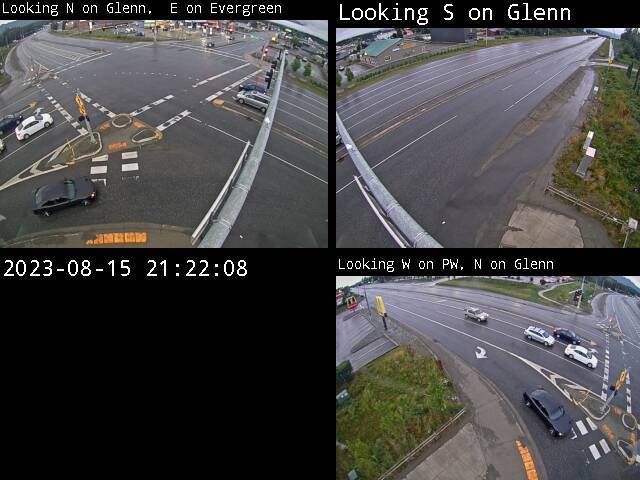 Looking N on Glenn,  E on Evergreen
Looking S on Glenn
2023-08-15 21:22:08
Looking W on PW, N on Glenn